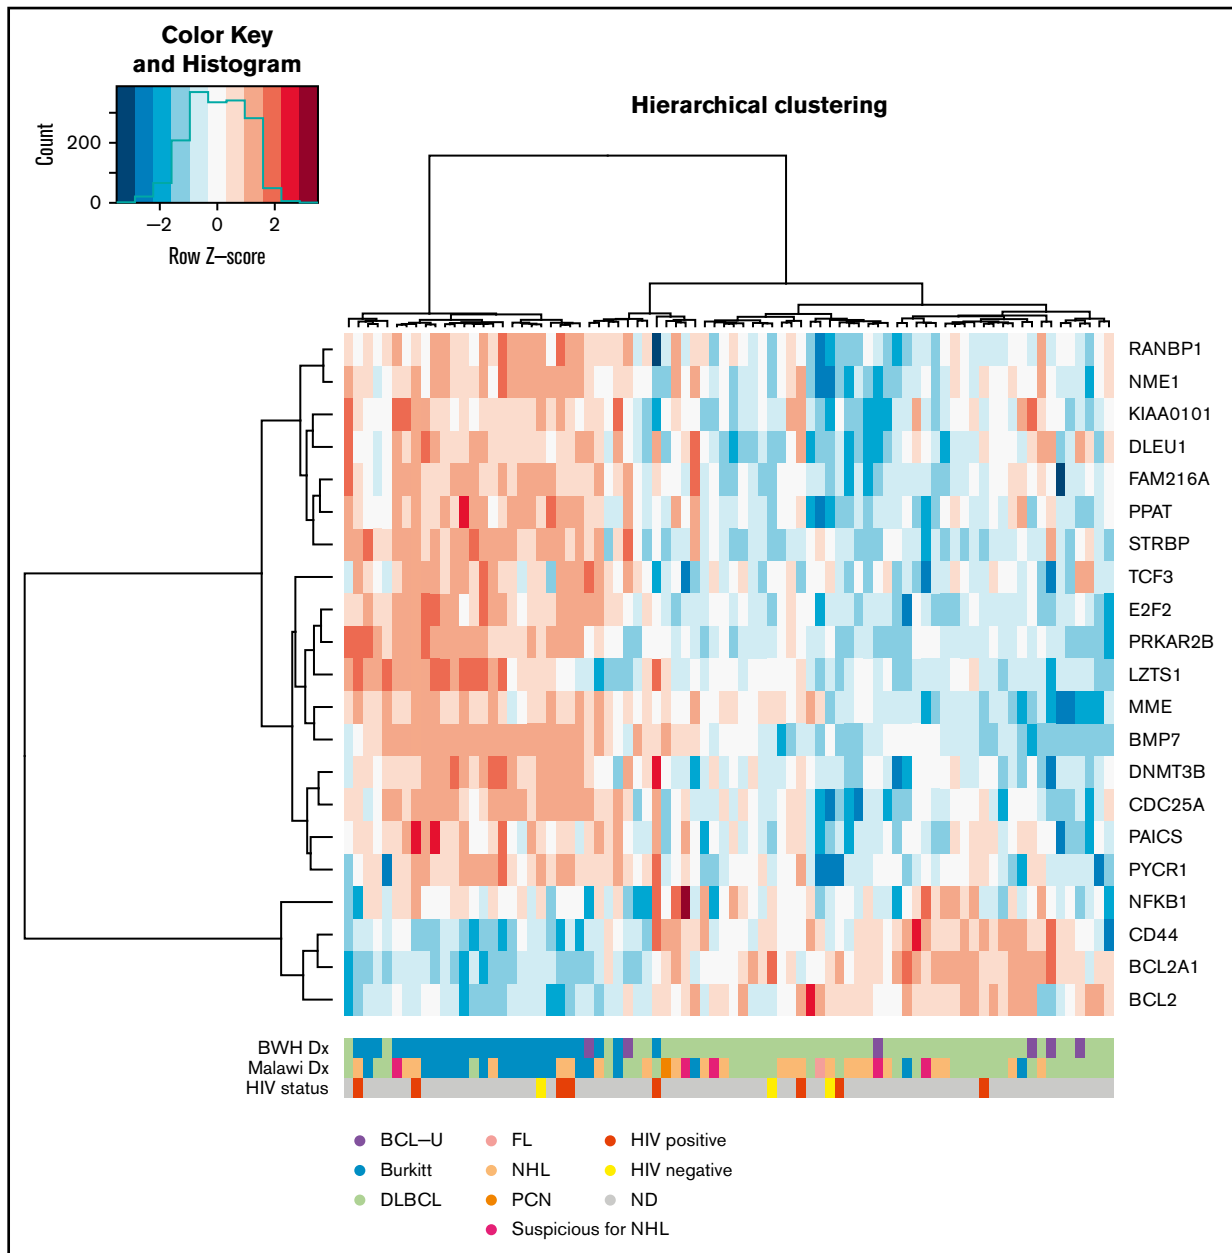 Color Key
and Histogram
Hierarchical clustering
Count
200
0
−2 0 2
Row Z−score
RANBP1
NME1
KIAA0101
DLEU1
FAM216A
PPAT
STRBP
TCF3
E2F2
PRKAR2B
LZTS1
MME
BMP7
DNMT3B
CDC25A
PAICS
PYCR1
NFKB1
CD44
BCL2A1
BCL2
BWH Dx
Malawi Dx
HIV status
BCL−U FL HIV positive
Burkitt NHL HIV negative
DLBCL PCN ND
Suspicious for NHL